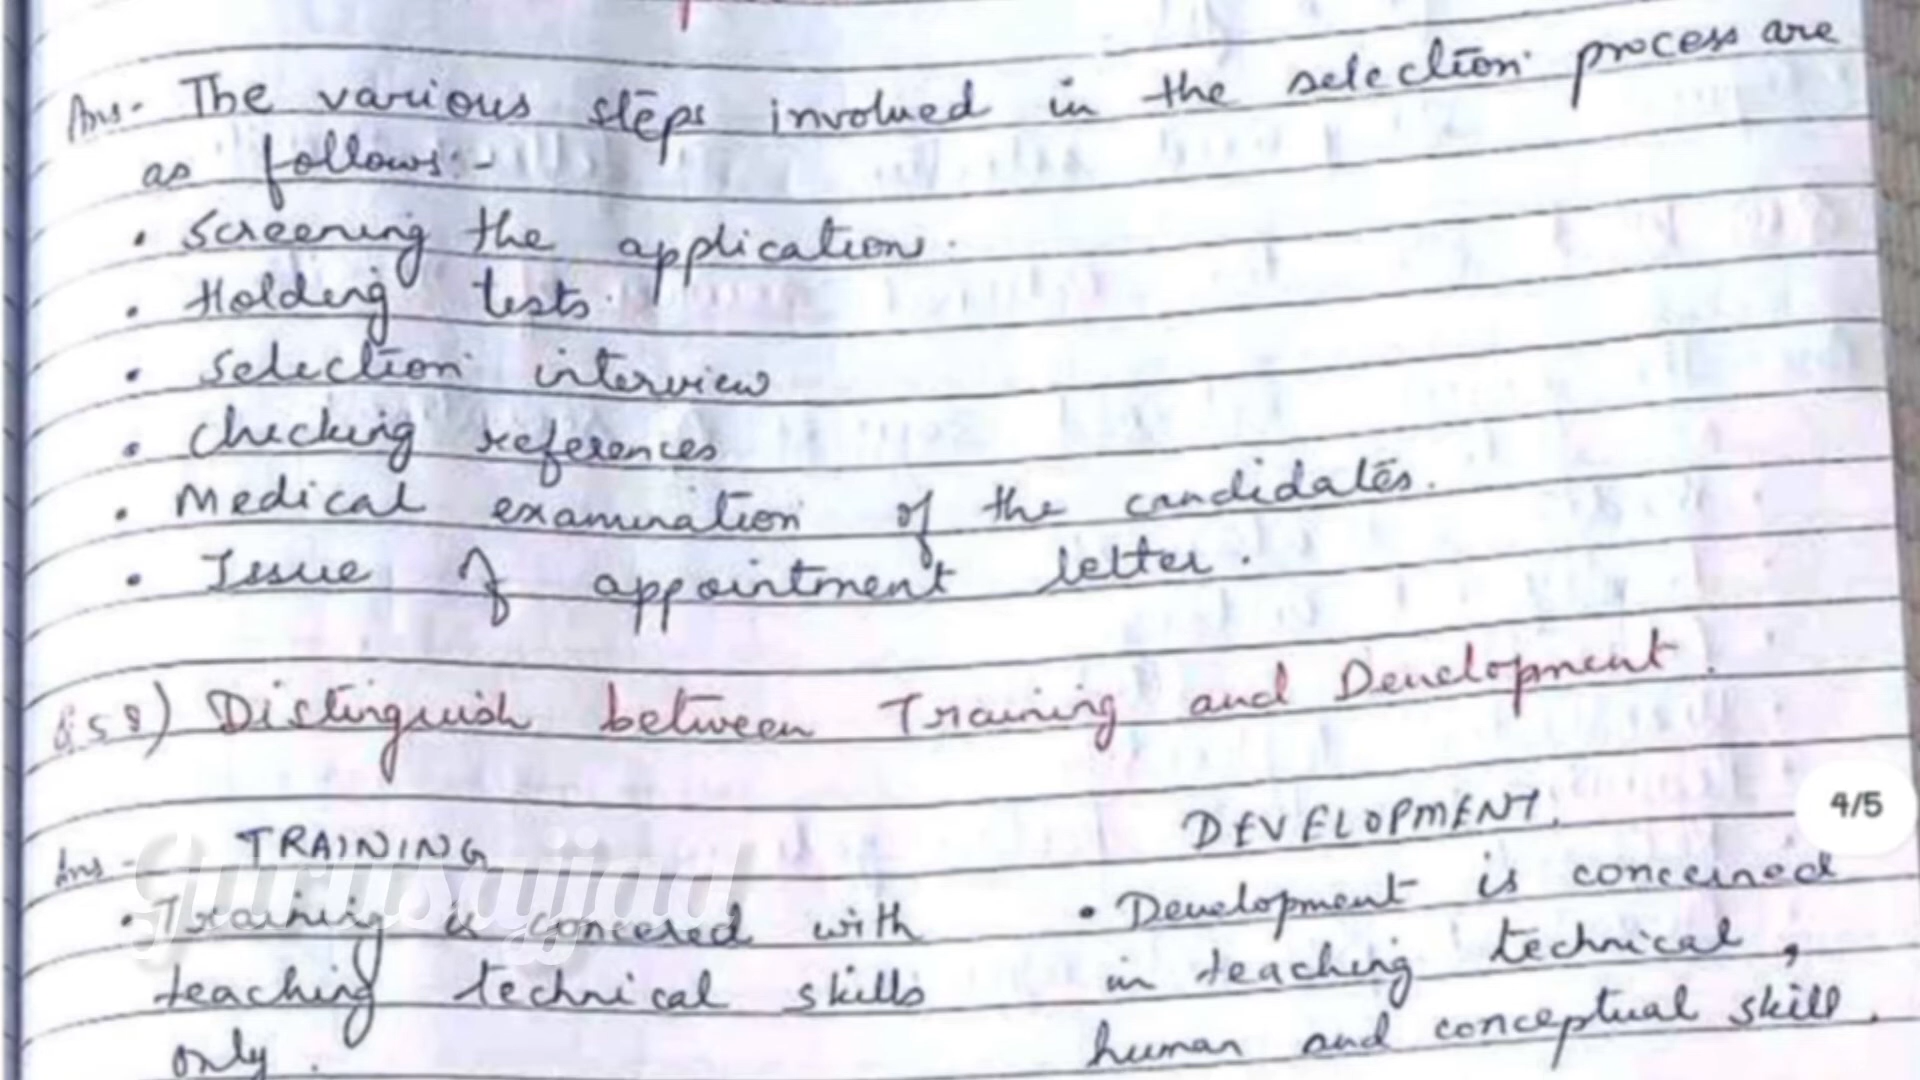 Ans- The various steps involved in the selection process are
as follows:-
• Screening the application.
• Holding tests.
• Selection interview
• Checking references
• Medical examination of the candidates.
• Issue of appointment letter.
58) Distinguish between Training and Development.
4/5
Ans- TRAINING DEVELOPMENT.
• Training is concered with • Development is concerned
teaching technical skills in teaching technical,
only. human and conceptual skill.
gurusajjad